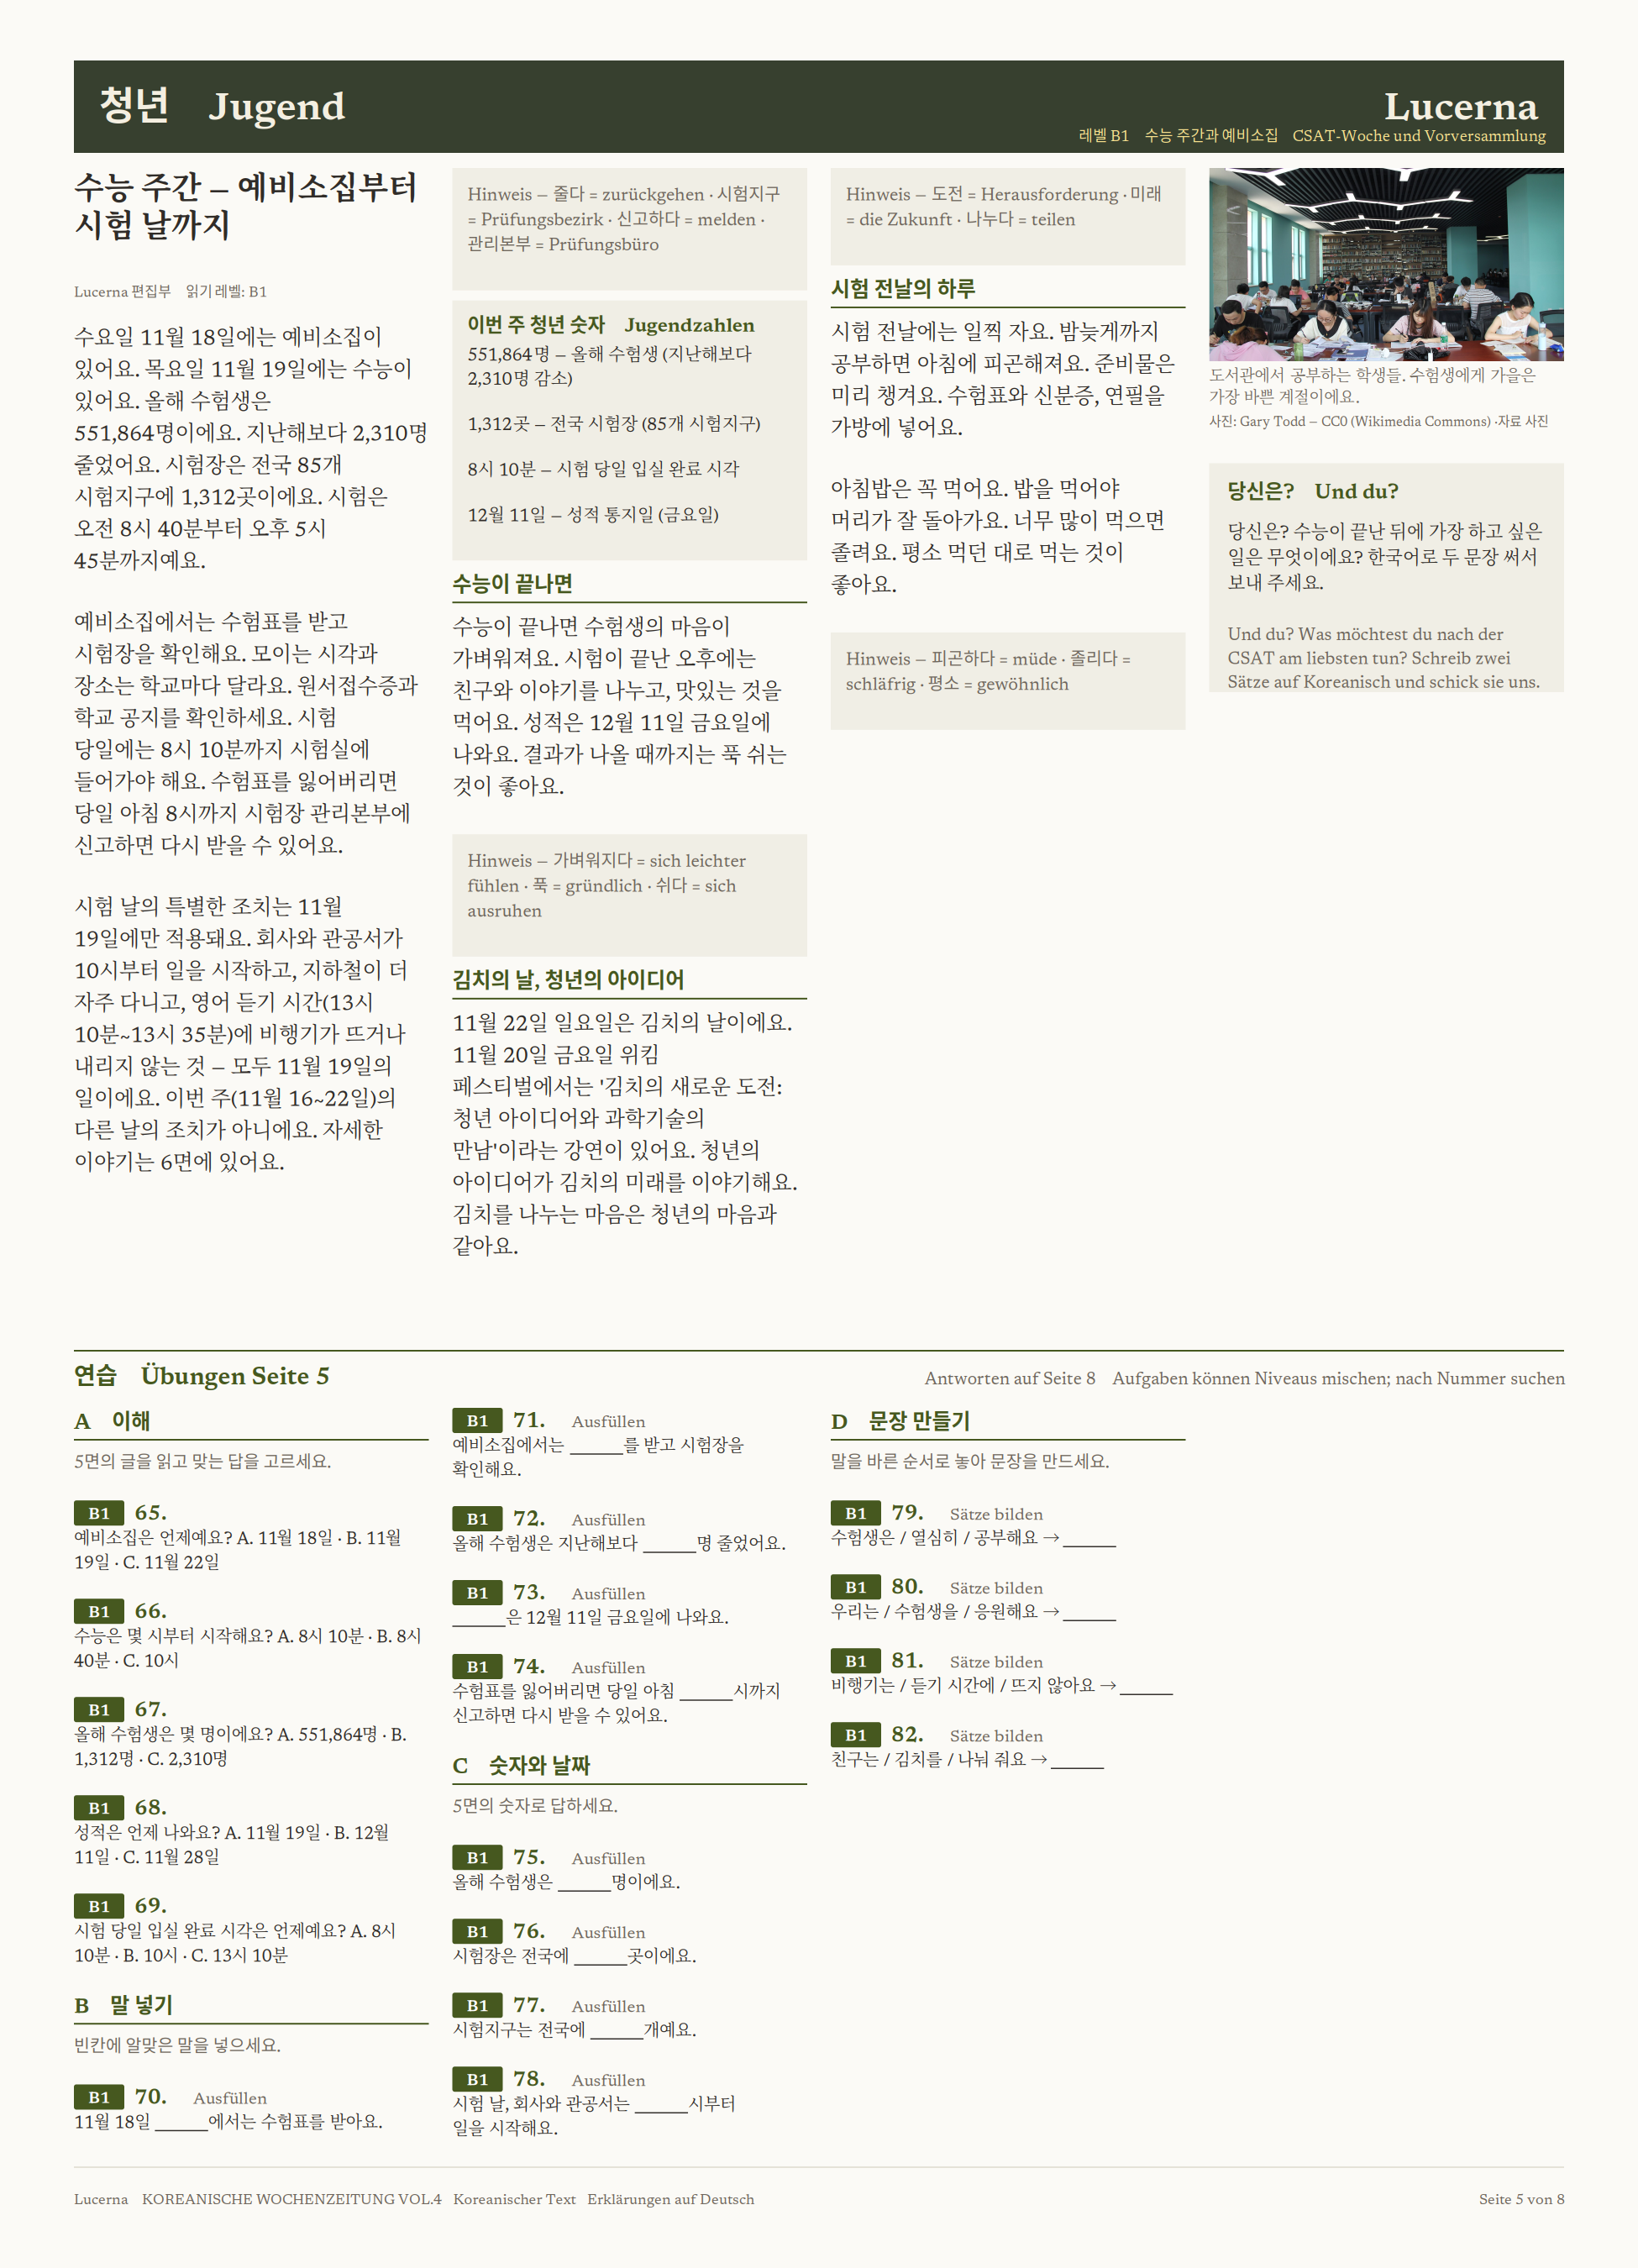 청년 Jugend
Lucerna
레벨 B1 수능 주간과 예비소집 CSAT-Woche und Vorversammlung
수능 주간 – 예비소집부터
시험 날까지
Lucerna 편집부 읽기 레벨: B1
수요일 11월 18일에는 예비소집이
있어요. 목요일 11월 19일에는 수능이
있어요. 올해 수험생은
551,864명이에요. 지난해보다 2,310명
줄었어요. 시험장은 전국 85개
시험지구에 1,312곳이에요. 시험은
오전 8시 40분부터 오후 5시
45분까지예요.
예비소집에서는 수험표를 받고
시험장을 확인해요. 모이는 시각과
장소는 학교마다 달라요. 원서접수증과
학교 공지를 확인하세요. 시험
당일에는 8시 10분까지 시험실에
들어가야 해요. 수험표를 잃어버리면
당일 아침 8시까지 시험장 관리본부에
신고하면 다시 받을 수 있어요.
시험 날의 특별한 조치는 11월
19일에만 적용돼요. 회사와 관공서가
10시부터 일을 시작하고, 지하철이 더
자주 다니고, 영어 듣기 시간(13시
10분~13시 35분)에 비행기가 뜨거나
내리지 않는 것 – 모두 11월 19일의
일이에요. 이번 주(11월 16~22일)의
다른 날의 조치가 아니에요. 자세한
이야기는 6면에 있어요.
Hinweis – 줄다 = zurückgehen · 시험지구
= Prüfungsbezirk · 신고하다 = melden ·
관리본부 = Prüfungsbüro
이번 주 청년 숫자 Jugendzahlen
551,864명 – 올해 수험생 (지난해보다
2,310명 감소)
1,312곳 – 전국 시험장 (85개 시험지구)
8시 10분 – 시험 당일 입실 완료 시각
12월 11일 – 성적 통지일 (금요일)
수능이 끝나면
수능이 끝나면 수험생의 마음이
가벼워져요. 시험이 끝난 오후에는
친구와 이야기를 나누고, 맛있는 것을
먹어요. 성적은 12월 11일 금요일에
나와요. 결과가 나올 때까지는 푹 쉬는
것이 좋아요.
Hinweis – 가벼워지다 = sich leichter
fühlen · 푹 = gründlich · 쉬다 = sich
ausruhen
김치의 날, 청년의 아이디어
11월 22일 일요일은 김치의 날이에요.
11월 20일 금요일 위킴
페스티벌에서는 '김치의 새로운 도전:
청년 아이디어와 과학기술의
만남'이라는 강연이 있어요. 청년의
아이디어가 김치의 미래를 이야기해요.
김치를 나누는 마음은 청년의 마음과
같아요.
Hinweis – 도전 = Herausforderung · 미래
= die Zukunft · 나누다 = teilen
시험 전날의 하루
시험 전날에는 일찍 자요. 밤늦게까지
공부하면 아침에 피곤해져요. 준비물은
미리 챙겨요. 수험표와 신분증, 연필을
가방에 넣어요.
아침밥은 꼭 먹어요. 밥을 먹어야
머리가 잘 돌아가요. 너무 많이 먹으면
졸려요. 평소 먹던 대로 먹는 것이
좋아요.
Hinweis – 피곤하다 = müde · 졸리다 =
schläfrig · 평소 = gewöhnlich
도서관에서 공부하는 학생들. 수험생에게 가을은
가장 바쁜 계절이에요.
사진: Gary Todd – CC0 (Wikimedia Commons) ·자료 사진
당신은? Und du?
당신은? 수능이 끝난 뒤에 가장 하고 싶은
일은 무엇이에요? 한국어로 두 문장 써서
보내 주세요.
Und du? Was möchtest du nach der
CSAT am liebsten tun? Schreib zwei
Sätze auf Koreanisch und schick sie uns.
연습 Übungen Seite 5
Antworten auf Seite 8 Aufgaben können Niveaus mischen; nach Nummer suchen
A 이해
5면의 글을 읽고 맞는 답을 고르세요.
B1 65.
예비소집은 언제예요? A. 11월 18일 · B. 11월
19일 · C. 11월 22일
B1 66.
수능은 몇 시부터 시작해요? A. 8시 10분 · B. 8시
40분 · C. 10시
B1 67.
올해 수험생은 몇 명이에요? A. 551,864명 · B.
1,312명 · C. 2,310명
B1 68.
성적은 언제 나와요? A. 11월 19일 · B. 12월
11일 · C. 11월 28일
B1 69.
시험 당일 입실 완료 시각은 언제예요? A. 8시
10분 · B. 10시 · C. 13시 10분
B 말 넣기
빈칸에 알맞은 말을 넣으세요.
B1 70. Ausfüllen
11월 18일 ______에서는 수험표를 받아요.
B1 71. Ausfüllen
예비소집에서는 ______를 받고 시험장을
확인해요.
B1 72. Ausfüllen
올해 수험생은 지난해보다 ______명 줄었어요.
B1 73. Ausfüllen
______은 12월 11일 금요일에 나와요.
B1 74. Ausfüllen
수험표를 잃어버리면 당일 아침 ______시까지
신고하면 다시 받을 수 있어요.
C 숫자와 날짜
5면의 숫자로 답하세요.
B1 75. Ausfüllen
올해 수험생은 ______명이에요.
B1 76. Ausfüllen
시험장은 전국에 ______곳이에요.
B1 77. Ausfüllen
시험지구는 전국에 ______개예요.
B1 78. Ausfüllen
시험 날, 회사와 관공서는 ______시부터
일을 시작해요.
D 문장 만들기
말을 바른 순서로 놓아 문장을 만드세요.
B1 79. Sätze bilden
수험생은 / 열심히 / 공부해요 → ______
B1 80. Sätze bilden
우리는 / 수험생을 / 응원해요 → ______
B1 81. Sätze bilden
비행기는 / 듣기 시간에 / 뜨지 않아요 → ______
B1 82. Sätze bilden
친구는 / 김치를 / 나눠 줘요 → ______
Lucerna KOREANISCHE WOCHENZEITUNG VOL.4 Koreanischer Text Erklärungen auf Deutsch
Seite 5 von 8